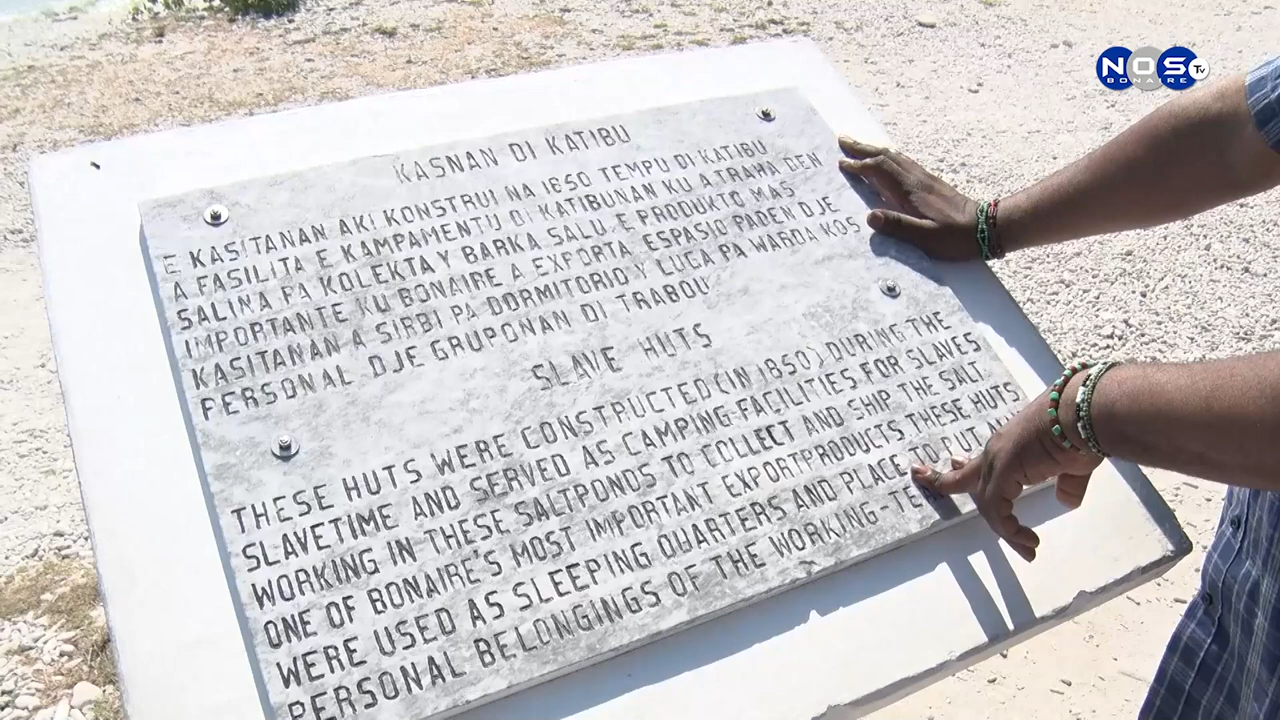 NOS TV
BONAIRE
KASNAN DI KATIBU
E KASITANAN AKI KONSTRUI NA 1850 TEMPU DI KATIBU
A FASILITA E KAMPAMENTU DI KATIBUNAN KU A TRAHA DEN
SALINA PA KOLEKTA Y BARKA SALU, E PRODUKTO MAS
IMPORTANTE KU BONAIRE A EXPORTA. ESPASIO PADEN DJE
KASITANAN A SIRBI PA DORMITORIO Y LUGA PA WARDA KOS
PERSONAL DJE GRUPONAN DI TRABOU
SLAVE HUTS
THESE HUTS WERE CONSTRUCTED (IN 1850) DURING THE
SLAVETIME AND SERVED AS CAMPING-FACILITIES FOR SLAVES
WORKING IN THESE SALTPONDS TO COLLECT AND SHIP THE SALT
ONE OF BONAIRE'S MOST IMPORTANT EXPORTPRODUCTS THESE HUTS
WERE USED AS SLEEPING QUARTERS AND PLACE TO PUT
PERSONAL BELONGINGS OF THE WORKING-